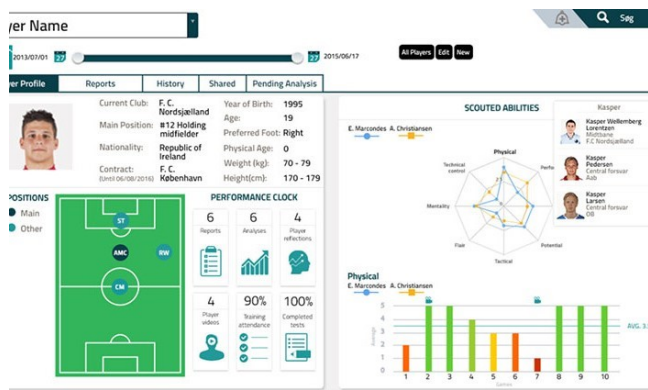 yer Name
Søg
2013/07/01 27
27 2015/06/17
All Players Edit New
er Profile Reports History Shared Pending Analysis
Current Club: F. C. Nordsjælland
Main Position: #12 Holding midfielder
Nationality: Republic of Ireland
Contract: F. C. København
(Until 06/08/2016)
Year of Birth: 1995
Age: 19
Preferred Foot: Right
Physical Age: 0
Weight (kg): 70 - 79
Height(cm): 170 - 179
POSITIONS
Main
Other
ST
AMC
RW
CM
PERFORMANCE CLOCK
6
Reports
6
Analyses
4
Player reflections
4
Player videos
90%
Training attendance
100%
Completed tests
SCOUTED ABILITIES
E. Marcondes A. Christiansen
Physical
Technical control
Perfo
Mentality
Potential
Flair
Tactical
Kasper
Kasper Wellemberg Lorentzen
Midtbane
F.C Nordsjælland
Kasper Pedersen
Central forsvar
Aab
Kasper Larsen
Central forsvar
OB
Physical
E. Marcondes A. Christiansen
5
4
3
2
1
0
Average
AVG. 3.
1 2 3 4 5 6 7 8 9 10
Games